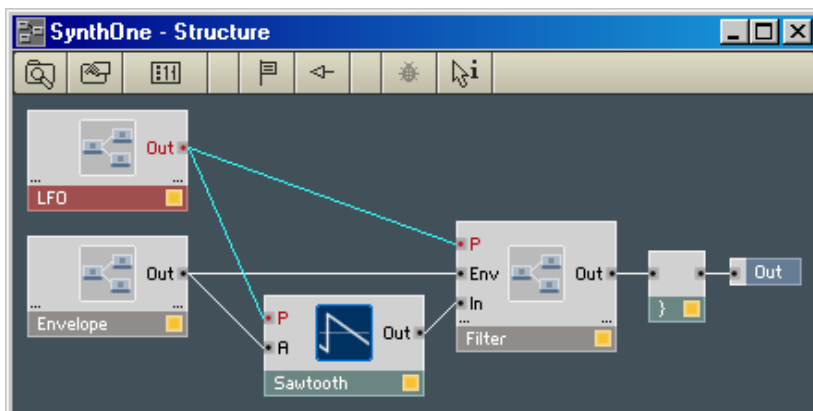 SynthOne - Structure
Out
LFO
Out
Envelope
P
A
Out
Sawtooth
P
Env
In
Out
Filter
}
Out